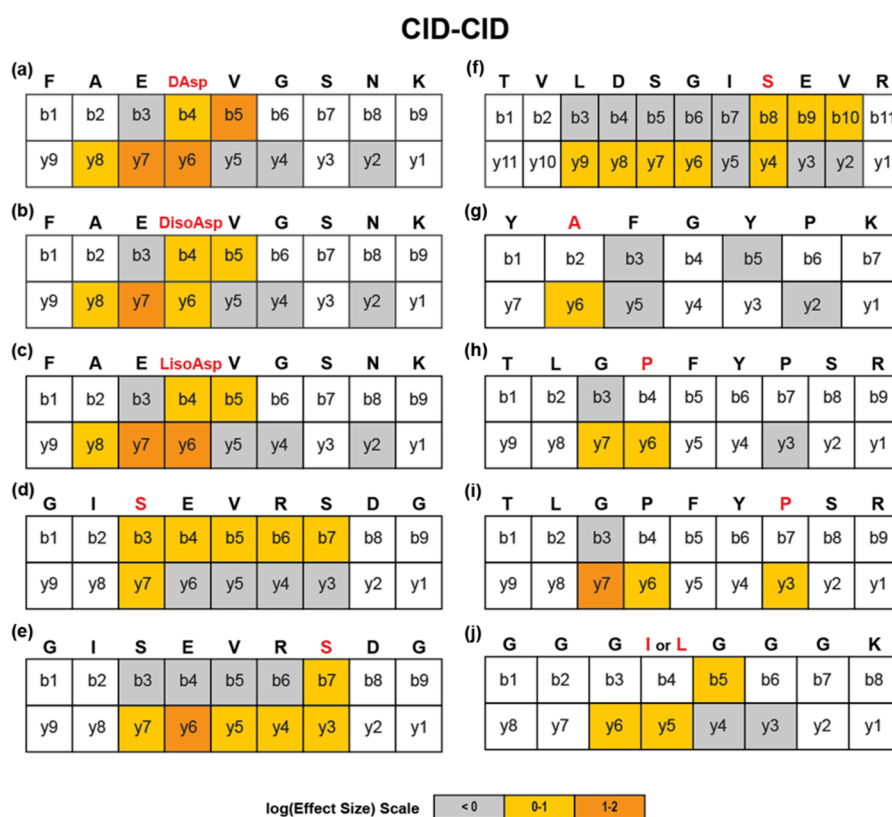 CID-CID
(a)
F A E DAsp V G S N K
b1 b2 b3 b4 b5 b6 b7 b8 b9
y9 y8 y7 y6 y5 y4 y3 y2 y1
(b)
F A E DisoAsp V G S N K
b1 b2 b3 b4 b5 b6 b7 b8 b9
y9 y8 y7 y6 y5 y4 y3 y2 y1
(c)
F A E LisoAsp V G S N K
b1 b2 b3 b4 b5 b6 b7 b8 b9
y9 y8 y7 y6 y5 y4 y3 y2 y1
(d)
G I S E V R S D G
b1 b2 b3 b4 b5 b6 b7 b8 b9
y9 y8 y7 y6 y5 y4 y3 y2 y1
(e)
G I S E V R S D G
b1 b2 b3 b4 b5 b6 b7 b8 b9
y9 y8 y7 y6 y5 y4 y3 y2 y1
(f)
T V L D S G I S E V R
b1 b2 b3 b4 b5 b6 b7 b8 b9 b10 b11
y11 y10 y9 y8 y7 y6 y5 y4 y3 y2 y1
(g)
Y A F G Y P K
b1 b2 b3 b4 b5 b6 b7
y7 y6 y5 y4 y3 y2 y1
(h)
T L G P F Y P S R
b1 b2 b3 b4 b5 b6 b7 b8 b9
y9 y8 y7 y6 y5 y4 y3 y2 y1
(i)
T L G P F Y P S R
b1 b2 b3 b4 b5 b6 b7 b8 b9
y9 y8 y7 y6 y5 y4 y3 y2 y1
(j)
G G G I or L G G G K
b1 b2 b3 b4 b5 b6 b7 b8
y8 y7 y6 y5 y4 y3 y2 y1
log(Effect Size) Scale < 0 0-1 1-2